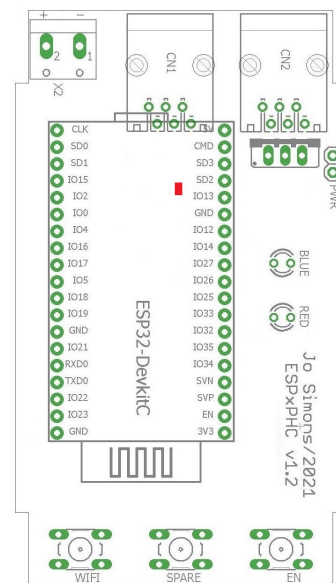 + -
2 1
X2
CN1
CN2
CLK 5V
SD0 CMD
SD1 SD3
IO15 SD2
IO2 IO13
IO0 GND
IO4 IO12
IO16 IO14
IO17 IO27
IO5 IO26
IO18 IO25
IO19 IO33
GND IO32
IO21 IO35
RXD0 IO34
TXD0 SVN
IO22 SVP
IO23 EN
GND 3V3
ESP32-DevkitC
PWR
BLUE
RED
Jo Simons/2021
ESPxPHC v1.2
WIFI SPARE EN